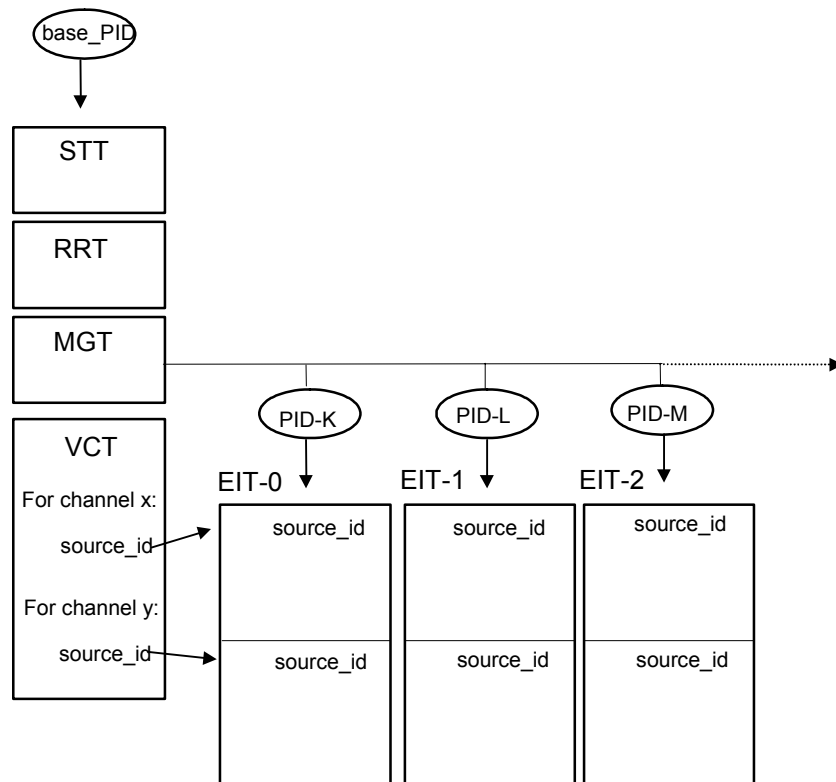 base_PID
STT
RRT
MGT
PID-K
PID-L
PID-M
VCT
EIT-0
EIT-1
EIT-2
For channel x:
source_id
source_id
source_id
source_id
For channel y:
source_id
source_id
source_id
source_id